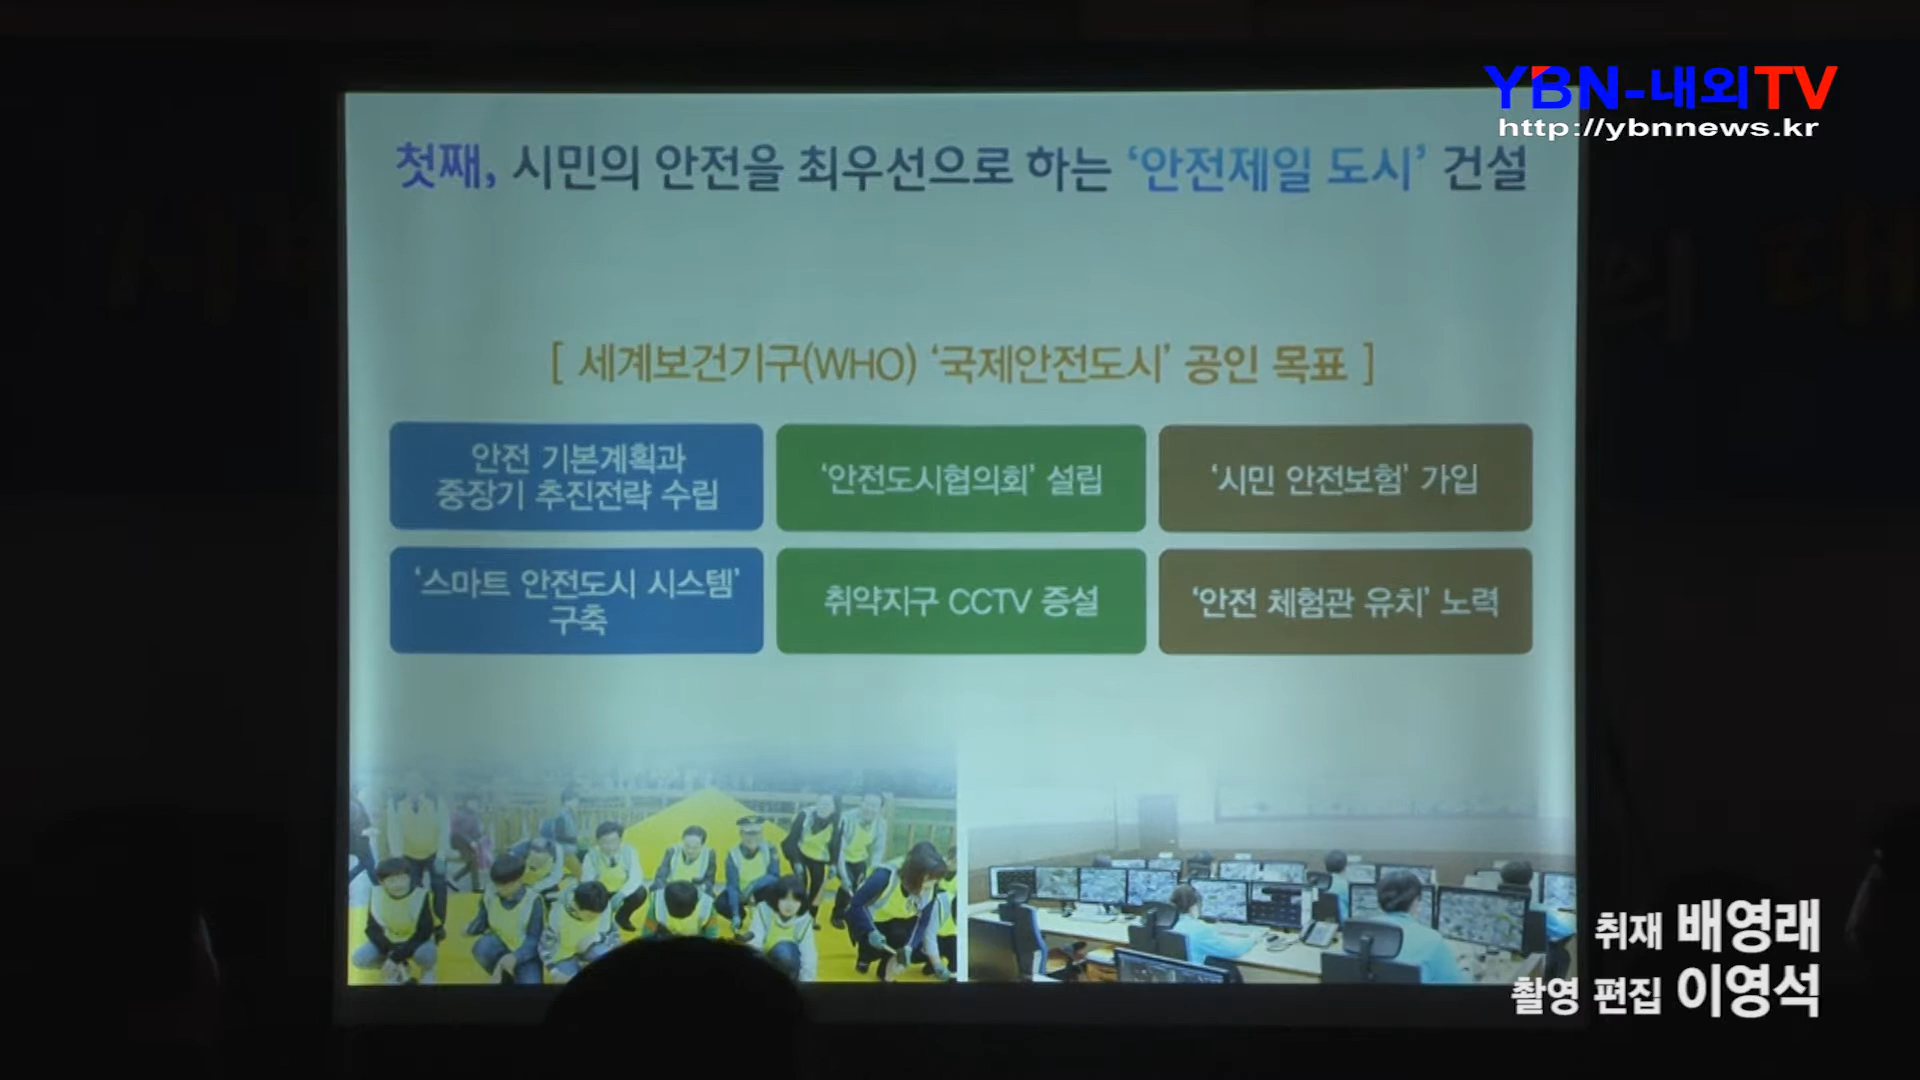 YBN-내외TV
http://ybnnews.kr
첫째, 시민의 안전을 최우선으로 하는 ‘안전제일 도시’ 건설
[ 세계보건기구(WHO) ‘국제안전도시’ 공인 목표 ]
안전 기본계획과
중장기 추진전략 수립
‘안전도시협의회’ 설립
‘시민 안전보험’ 가입
‘스마트 안전도시 시스템’
구축
취약지구 CCTV 증설
‘안전 체험관 유치’ 노력
취재 배영래
촬영 편집 이영석